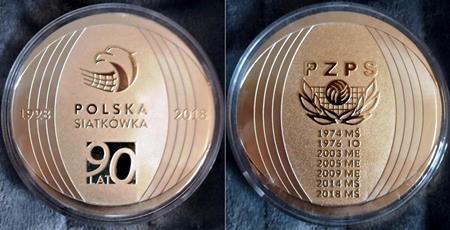 POLSKA
SIATKÓWKA
1928 2018
90
LAT
PZPS
1974 MŚ
1976 IO
2003 ME
2005 ME
2009 ME
2014 MŚ
2018 MŚ